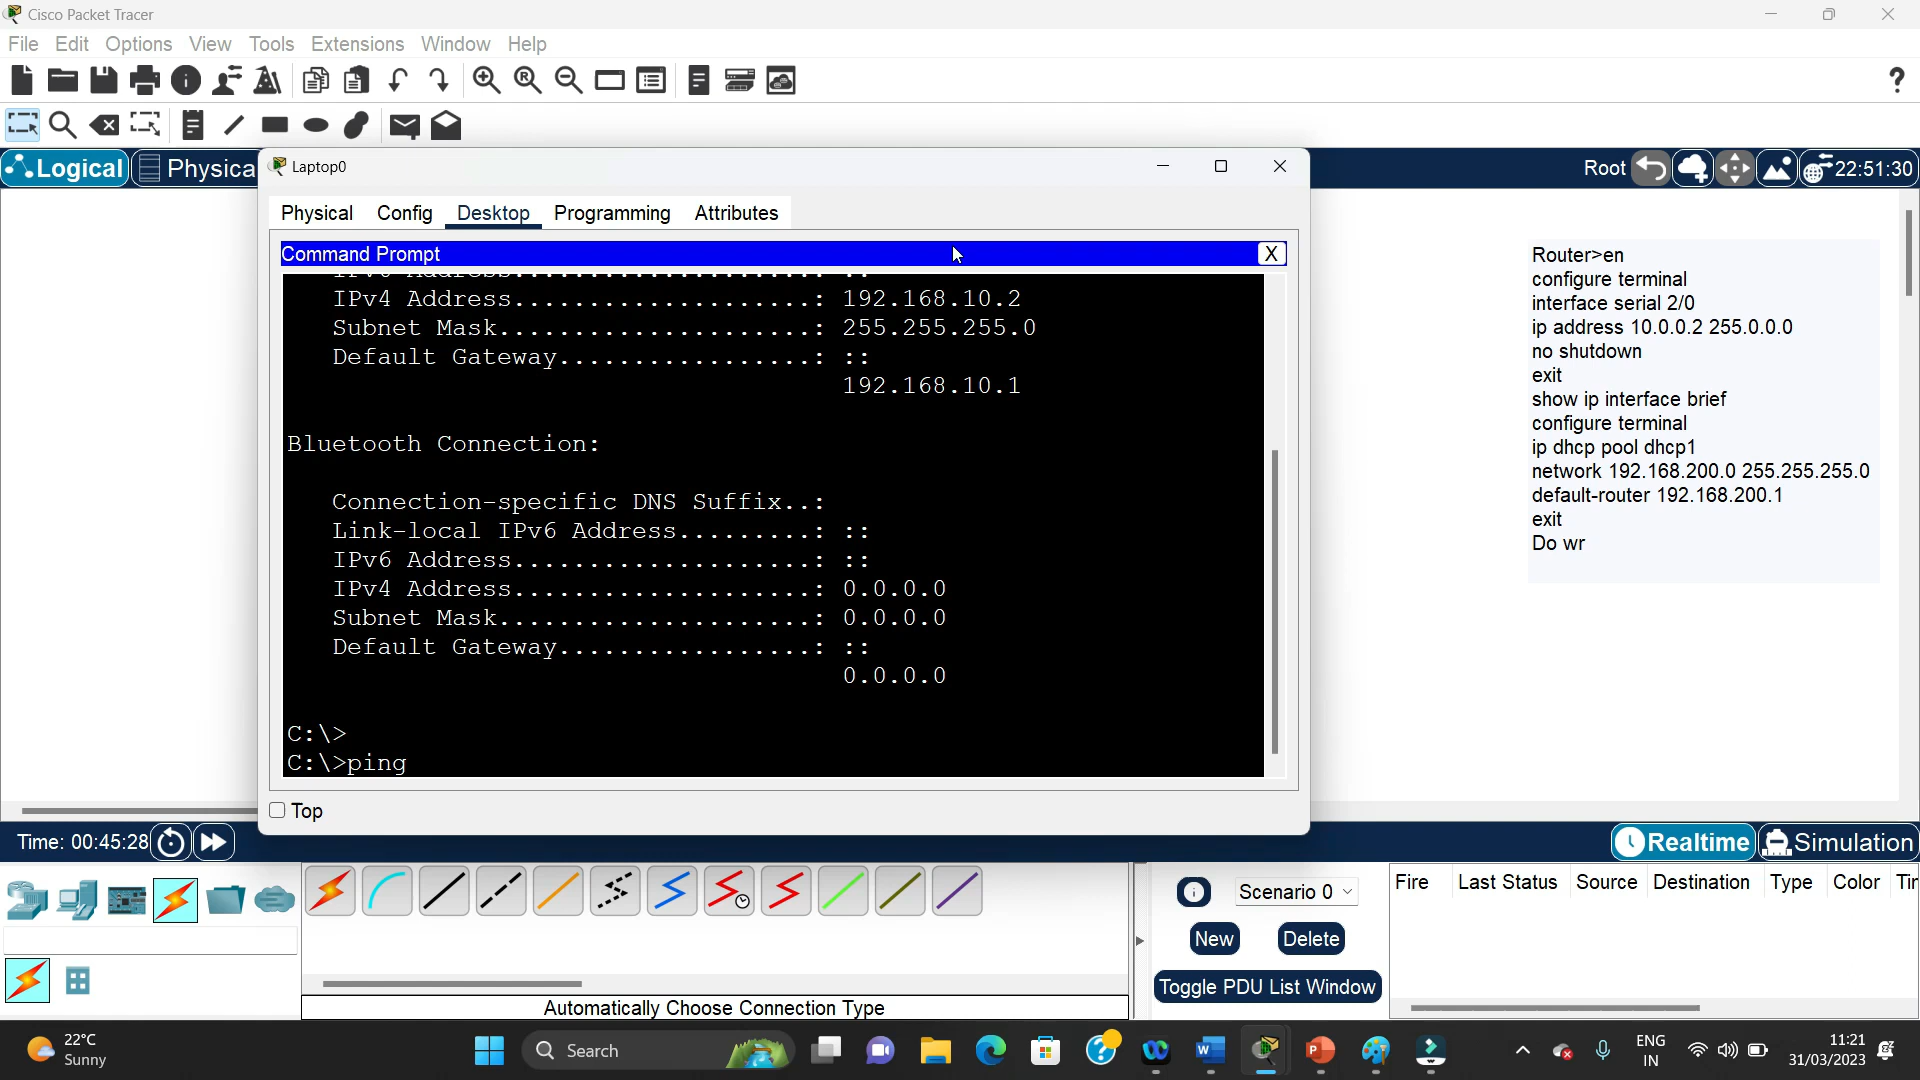 Cisco Packet Tracer
File Edit Options View Tools Extensions Window Help
Logical Physica Root 22:51:30
Laptop0
Physical Config Desktop Programming Attributes
Command Prompt X
IPv4 Address.....................: 192.168.10.2
Subnet Mask......................: 255.255.255.0
Default Gateway..................: ::
192.168.10.1
Bluetooth Connection:
Connection-specific DNS Suffix..:
Link-local IPv6 Address.........: ::
IPv6 Address.....................: ::
IPv4 Address.....................: 0.0.0.0
Subnet Mask......................: 0.0.0.0
Default Gateway..................: ::
0.0.0.0
C:\>
C:\>ping
Top
Router>en
configure terminal
interface serial 2/0
ip address 10.0.0.2 255.0.0.0
no shutdown
exit
show ip interface brief
configure terminal
ip dhcp pool dhcp1
network 192.168.200.0 255.255.255.0
default-router 192.168.200.1
exit
Do wr
Time: 00:45:28 Realtime Simulation
Scenario 0
New Delete
Toggle PDU List Window
Fire Last Status Source Destination Type Color Tir
Automatically Choose Connection Type
22°C
Sunny
Search
ENG
IN
11:21
31/03/2023